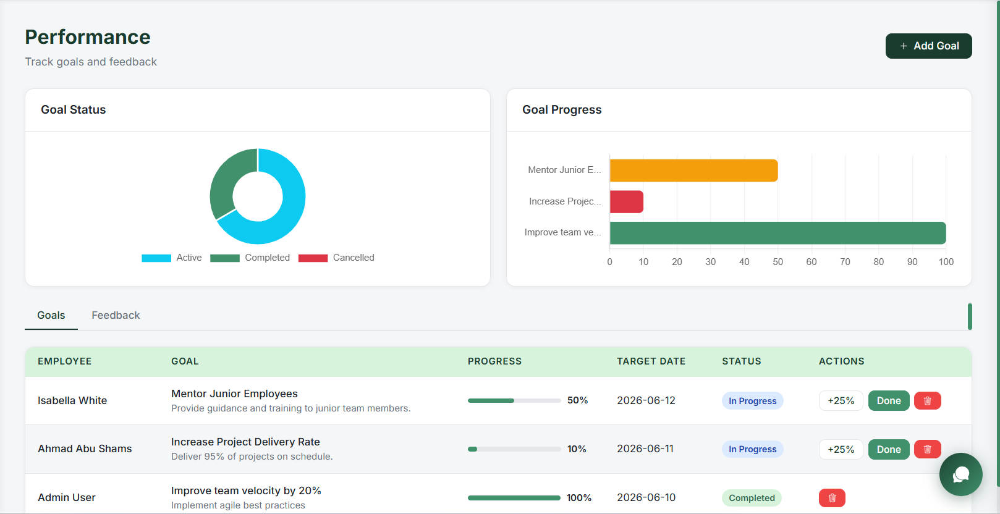 Performance
Track goals and feedback
+ Add Goal
Goal Status
Active Completed Cancelled
Goal Progress
Mentor Junior E...
Increase Projec...
Improve team ve...
0 10 20 30 40 50 60 70 80 90 100
Goals Feedback
EMPLOYEE GOAL PROGRESS TARGET DATE STATUS ACTIONS
Isabella White Mentor Junior Employees 50% 2026-06-12 In Progress +25% Done
Provide guidance and training to junior team members.
Ahmad Abu Shams Increase Project Delivery Rate 10% 2026-06-11 In Progress +25% Done
Deliver 95% of projects on schedule.
Admin User Improve team velocity by 20% 100% 2026-06-10 Completed
Implement agile best practices